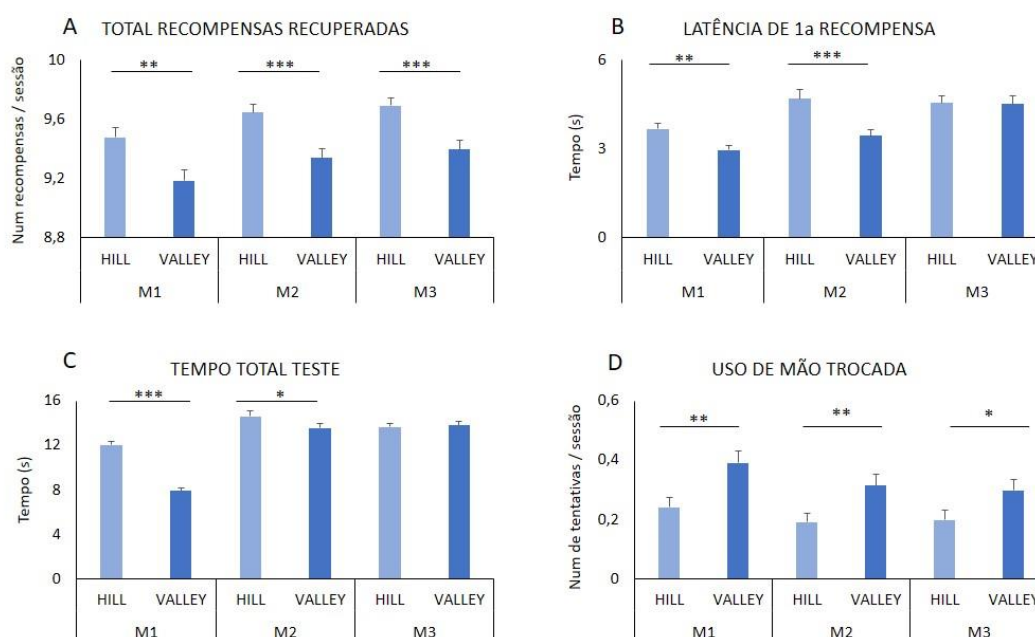 A TOTAL RECOMPENSAS RECUPERADAS
Num recompensas / sessão
10
9,6
9,2
8,8
** *** ***
HILL VALLEY HILL VALLEY HILL VALLEY
M1 M2 M3
B LATÊNCIA DE 1a RECOMPENSA
Tempo (s)
6
3
0
** ***
HILL VALLEY HILL VALLEY HILL VALLEY
M1 M2 M3
C TEMPO TOTAL TESTE
Tempo (s)
16
12
8
4
0
*** *
HILL VALLEY HILL VALLEY HILL VALLEY
M1 M2 M3
D USO DE MÃO TROCADA
Num de tentativas / sessão
0,6
0,4
0,2
0
** ** *
HILL VALLEY HILL VALLEY HILL VALLEY
M1 M2 M3